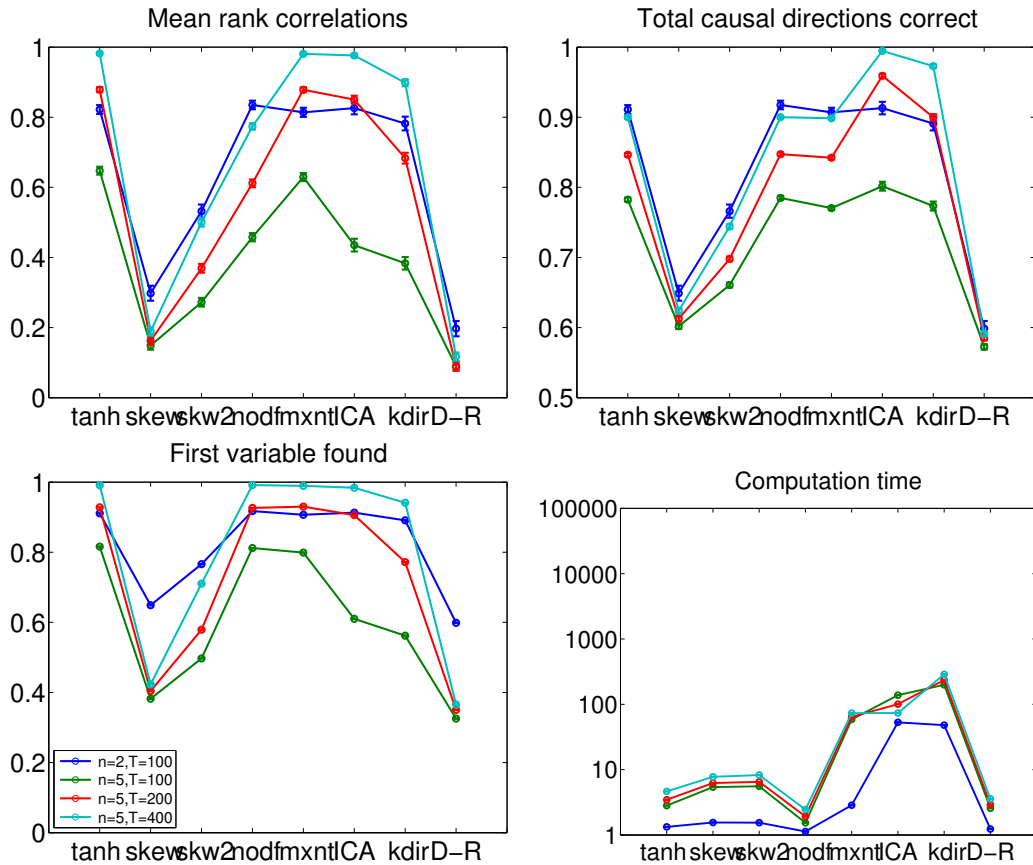 Mean rank correlations
1
0.8
0.6
0.4
0.2
0
tanh skew skw2 nodf mxnt ICA kdir D−R
Total causal directions correct
1
0.9
0.8
0.7
0.6
0.5
tanh skew skw2 nodf mxnt ICA kdir D−R
First variable found
1
0.8
0.6
0.4
0.2
0
n=2,T=100
n=5,T=100
n=5,T=200
n=5,T=400
tanh skew skw2 nodf mxnt ICA kdir D−R
Computation time
100000
10000
1000
100
10
1
tanh skew skw2 nodf mxnt ICA kdir D−R